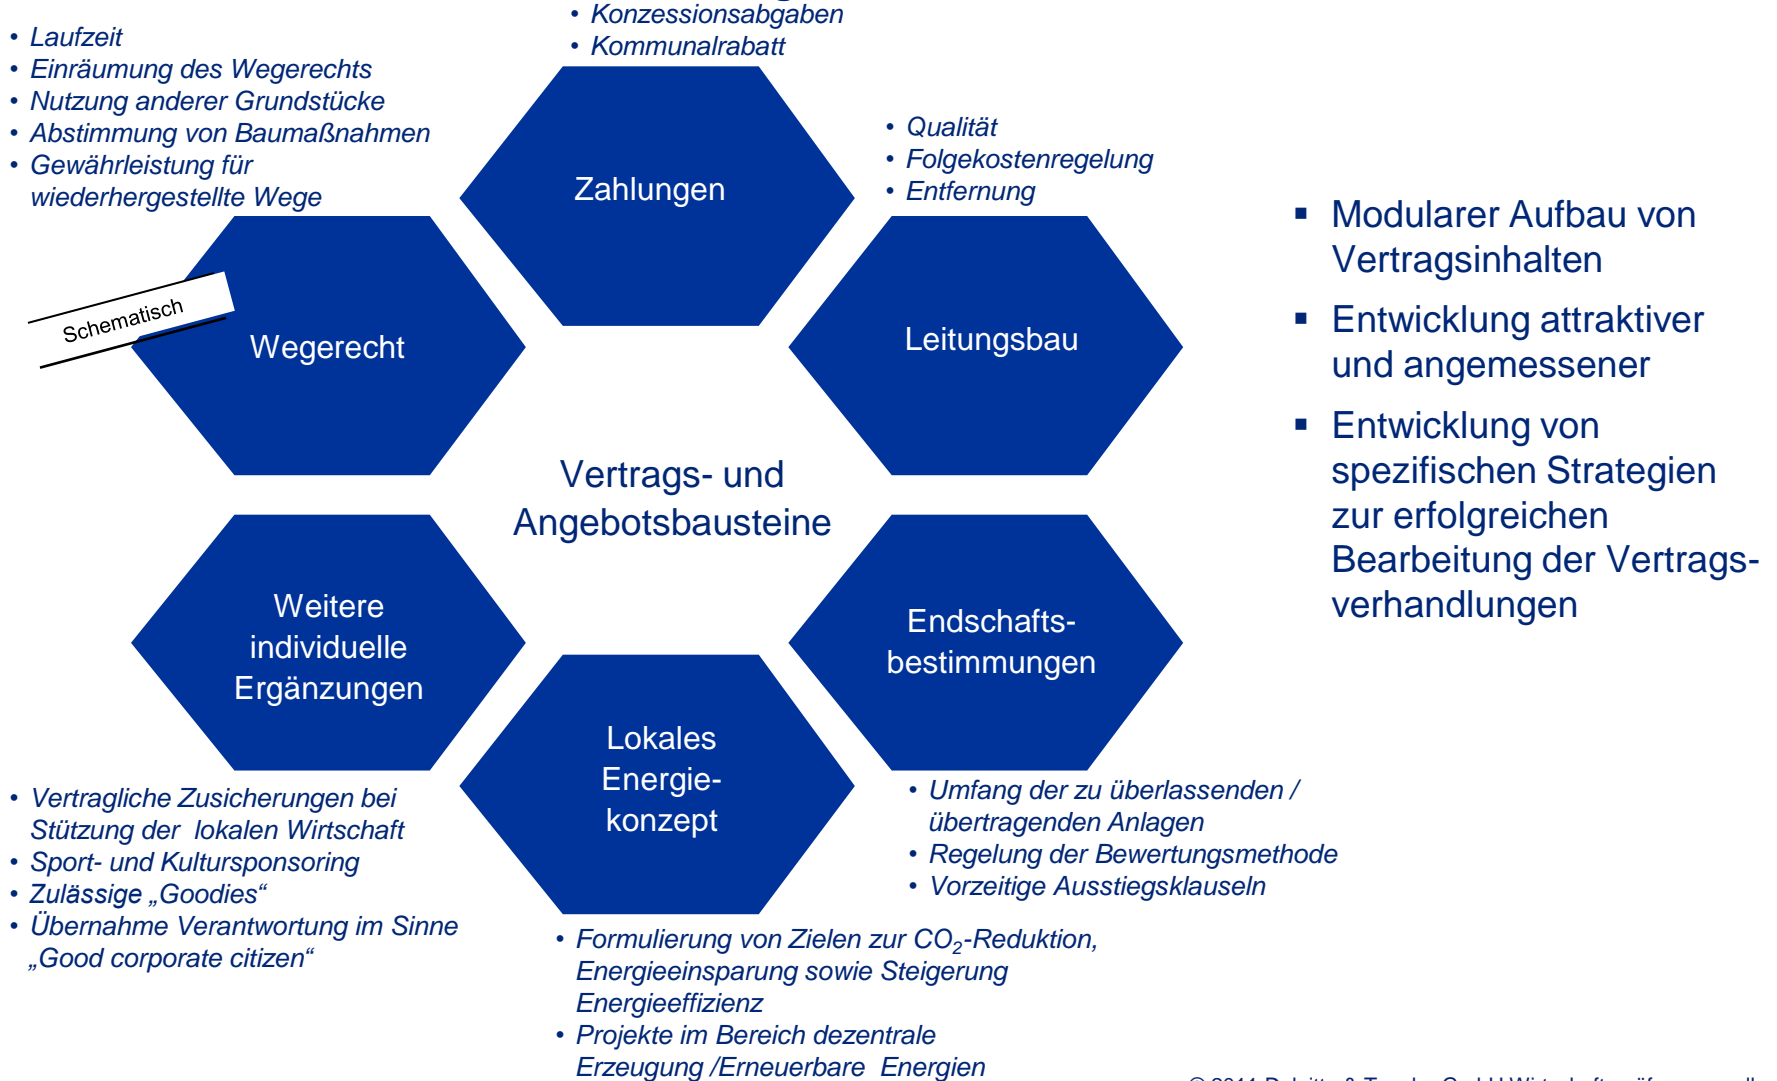 • Konzessionsabgaben
• Kommunalrabatt
• Laufzeit
• Einräumung des Wegerechts
• Nutzung anderer Grundstücke
• Abstimmung von Baumaßnahmen
• Gewährleistung für
wiederhergestellte Wege
Zahlungen
• Qualität
• Folgekostenregelung
• Entfernung
Schematisch
Wegerecht
Leitungsbau
Vertrags- und
Angebotsbausteine
Weitere
individuelle
Ergänzungen
Endschafts-
bestimmungen
Lokales
Energie-
konzept
• Vertragliche Zusicherungen bei
Stützung der lokalen Wirtschaft
• Sport- und Kultursponsoring
• Zulässige „Goodies“
• Übernahme Verantwortung im Sinne
„Good corporate citizen“
• Umfang der zu überlassenden /
übertragenden Anlagen
• Regelung der Bewertungsmethode
• Vorzeitige Ausstiegsklauseln
• Formulierung von Zielen zur CO₂-Reduktion,
Energieeinsparung sowie Steigerung
Energieeffizienz
• Projekte im Bereich dezentrale
Erzeugung /Erneuerbare Energien
▪ Modularer Aufbau von
Vertragsinhalten
▪ Entwicklung attraktiver
und angemessener
▪ Entwicklung von
spezifischen Strategien
zur erfolgreichen
Bearbeitung der Vertrags-
verhandlungen